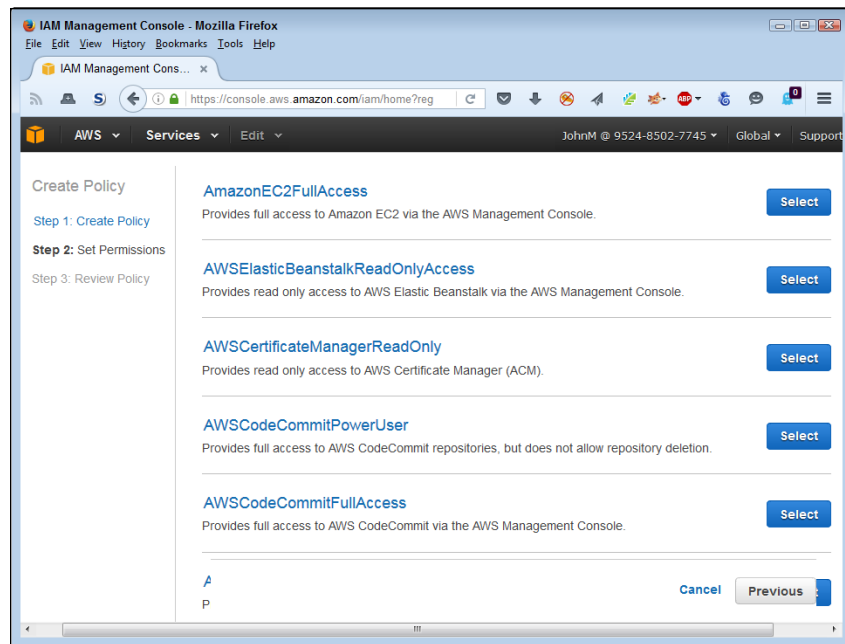 IAM Management Console - Mozilla Firefox
File Edit View History Bookmarks Tools Help
IAM Management Cons... ×
https://console.aws.amazon.com/iam/home?reg
ABP
0
AWS Services Edit JohnM @ 9524-8502-7745 Global Support
Create Policy
Step 1: Create Policy
Step 2: Set Permissions
Step 3: Review Policy
AmazonEC2FullAccess
Provides full access to Amazon EC2 via the AWS Management Console.
Select
AWSElasticBeanstalkReadOnlyAccess
Provides read only access to AWS Elastic Beanstalk via the AWS Management Console.
Select
AWSCertificateManagerReadOnly
Provides read only access to AWS Certificate Manager (ACM).
Select
AWSCodeCommitPowerUser
Provides full access to AWS CodeCommit repositories, but does not allow repository deletion.
Select
AWSCodeCommitFullAccess
Provides full access to AWS CodeCommit via the AWS Management Console.
Select
A
P
Cancel Previous